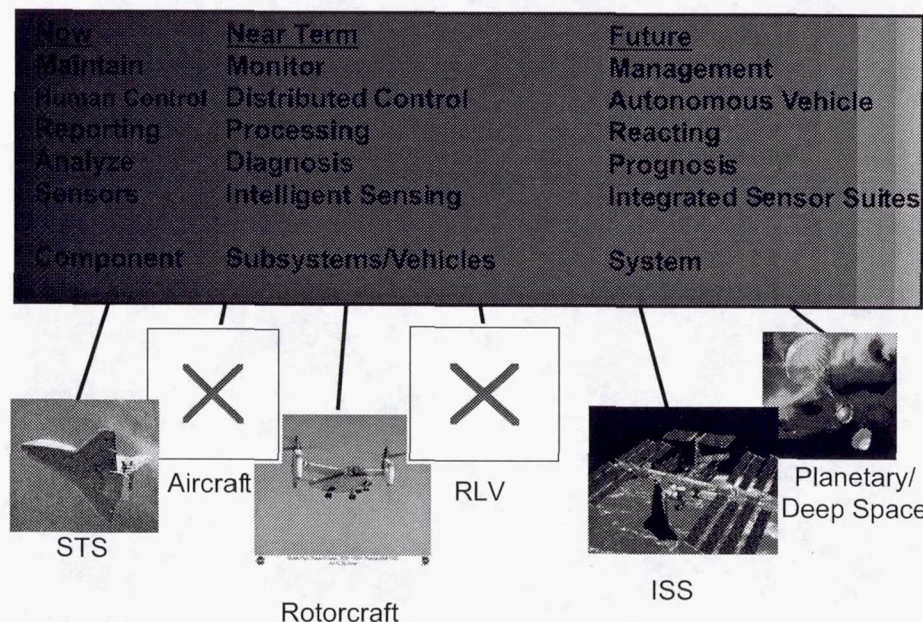 Now Near Term Future
Maintain Monitor Management
Human Control Distributed Control Autonomous Vehicle
Reporting Processing Reacting
Analyze Diagnosis Prognosis
Sensors Intelligent Sensing Integrated Sensor Suites
Component Subsystems/Vehicles System
STS
Aircraft
Rotorcraft
RLV
ISS
Planetary/
Deep Space